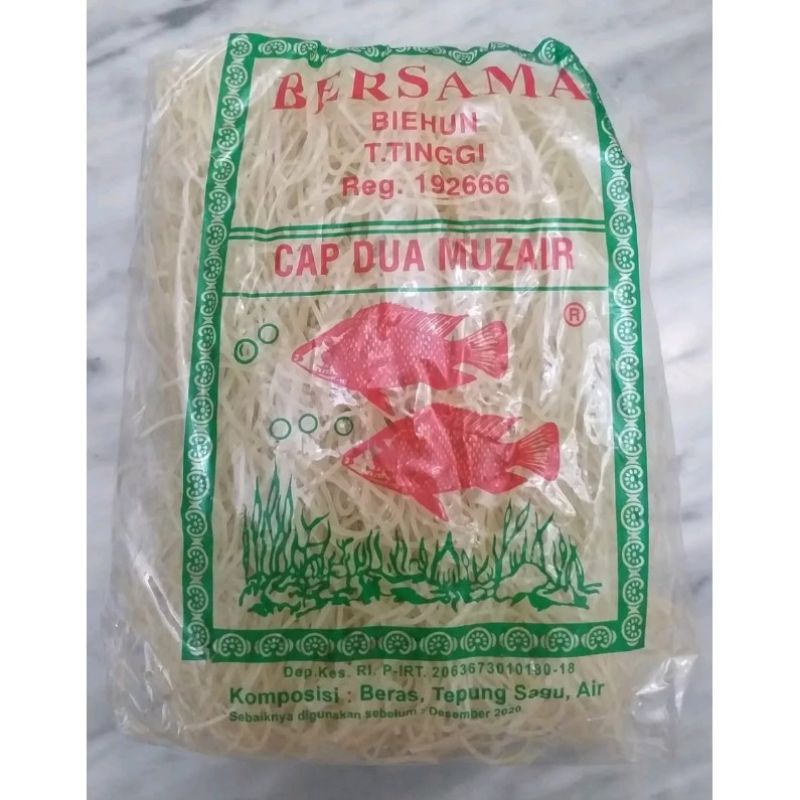 BERSAMA
BIEHUN
T.TINGGI
Reg. 192666
CAP DUA MUZAIR
®
Dep.Kes. RI. P-IRT. 2063673010180-18
Komposisi : Beras, Tepung Sagu, Air
Sebaiknya digunakan sebelum : Desember 2020